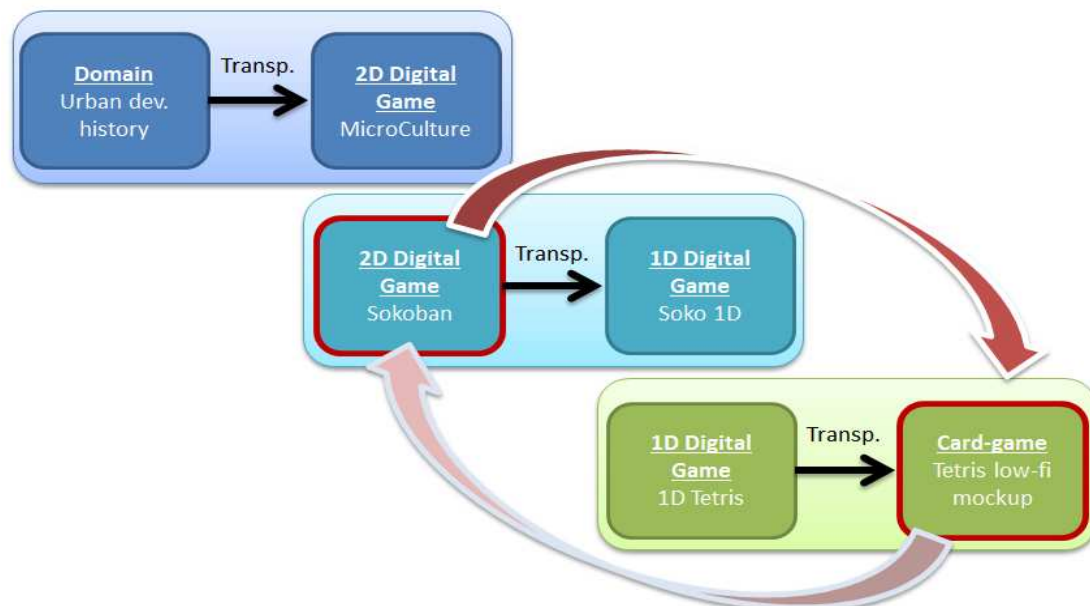 Domain
Urban dev.
history
Transp.
2D Digital
Game
MicroCulture
2D Digital
Game
Sokoban
Transp.
1D Digital
Game
Soko 1D
1D Digital
Game
1D Tetris
Transp.
Card-game
Tetris low-fi
mockup